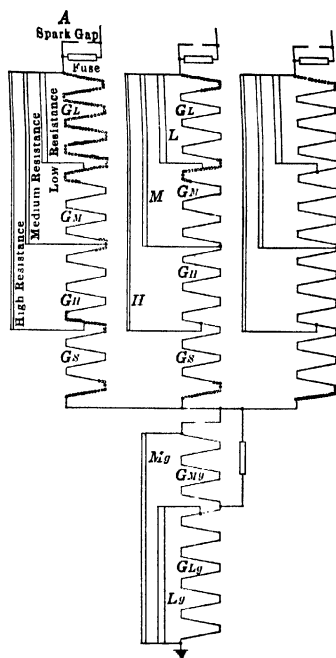 A
Spark Gap
Fuse
High Resistance
Medium Resistance
Low Resistance
GL
GM
GH
GS
GL
L
GM
M
GH
H
GS
Mg
GMg
GLg
Lg